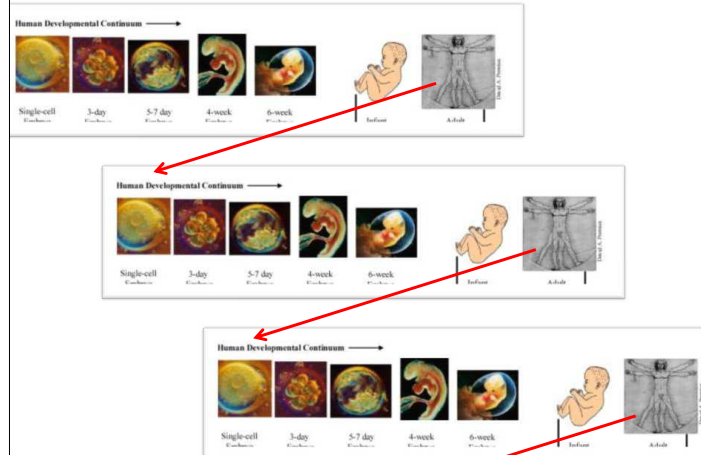 Human Developmental Continuum
Single-cell 3-day 5-7 day 4-week 6-week
Infant Adult
Human Developmental Continuum
Single-cell 3-day 5-7 day 4-week 6-week
Infant Adult
Human Developmental Continuum
Single-cell 3-day 5-7 day 4-week 6-week
Infant Adult